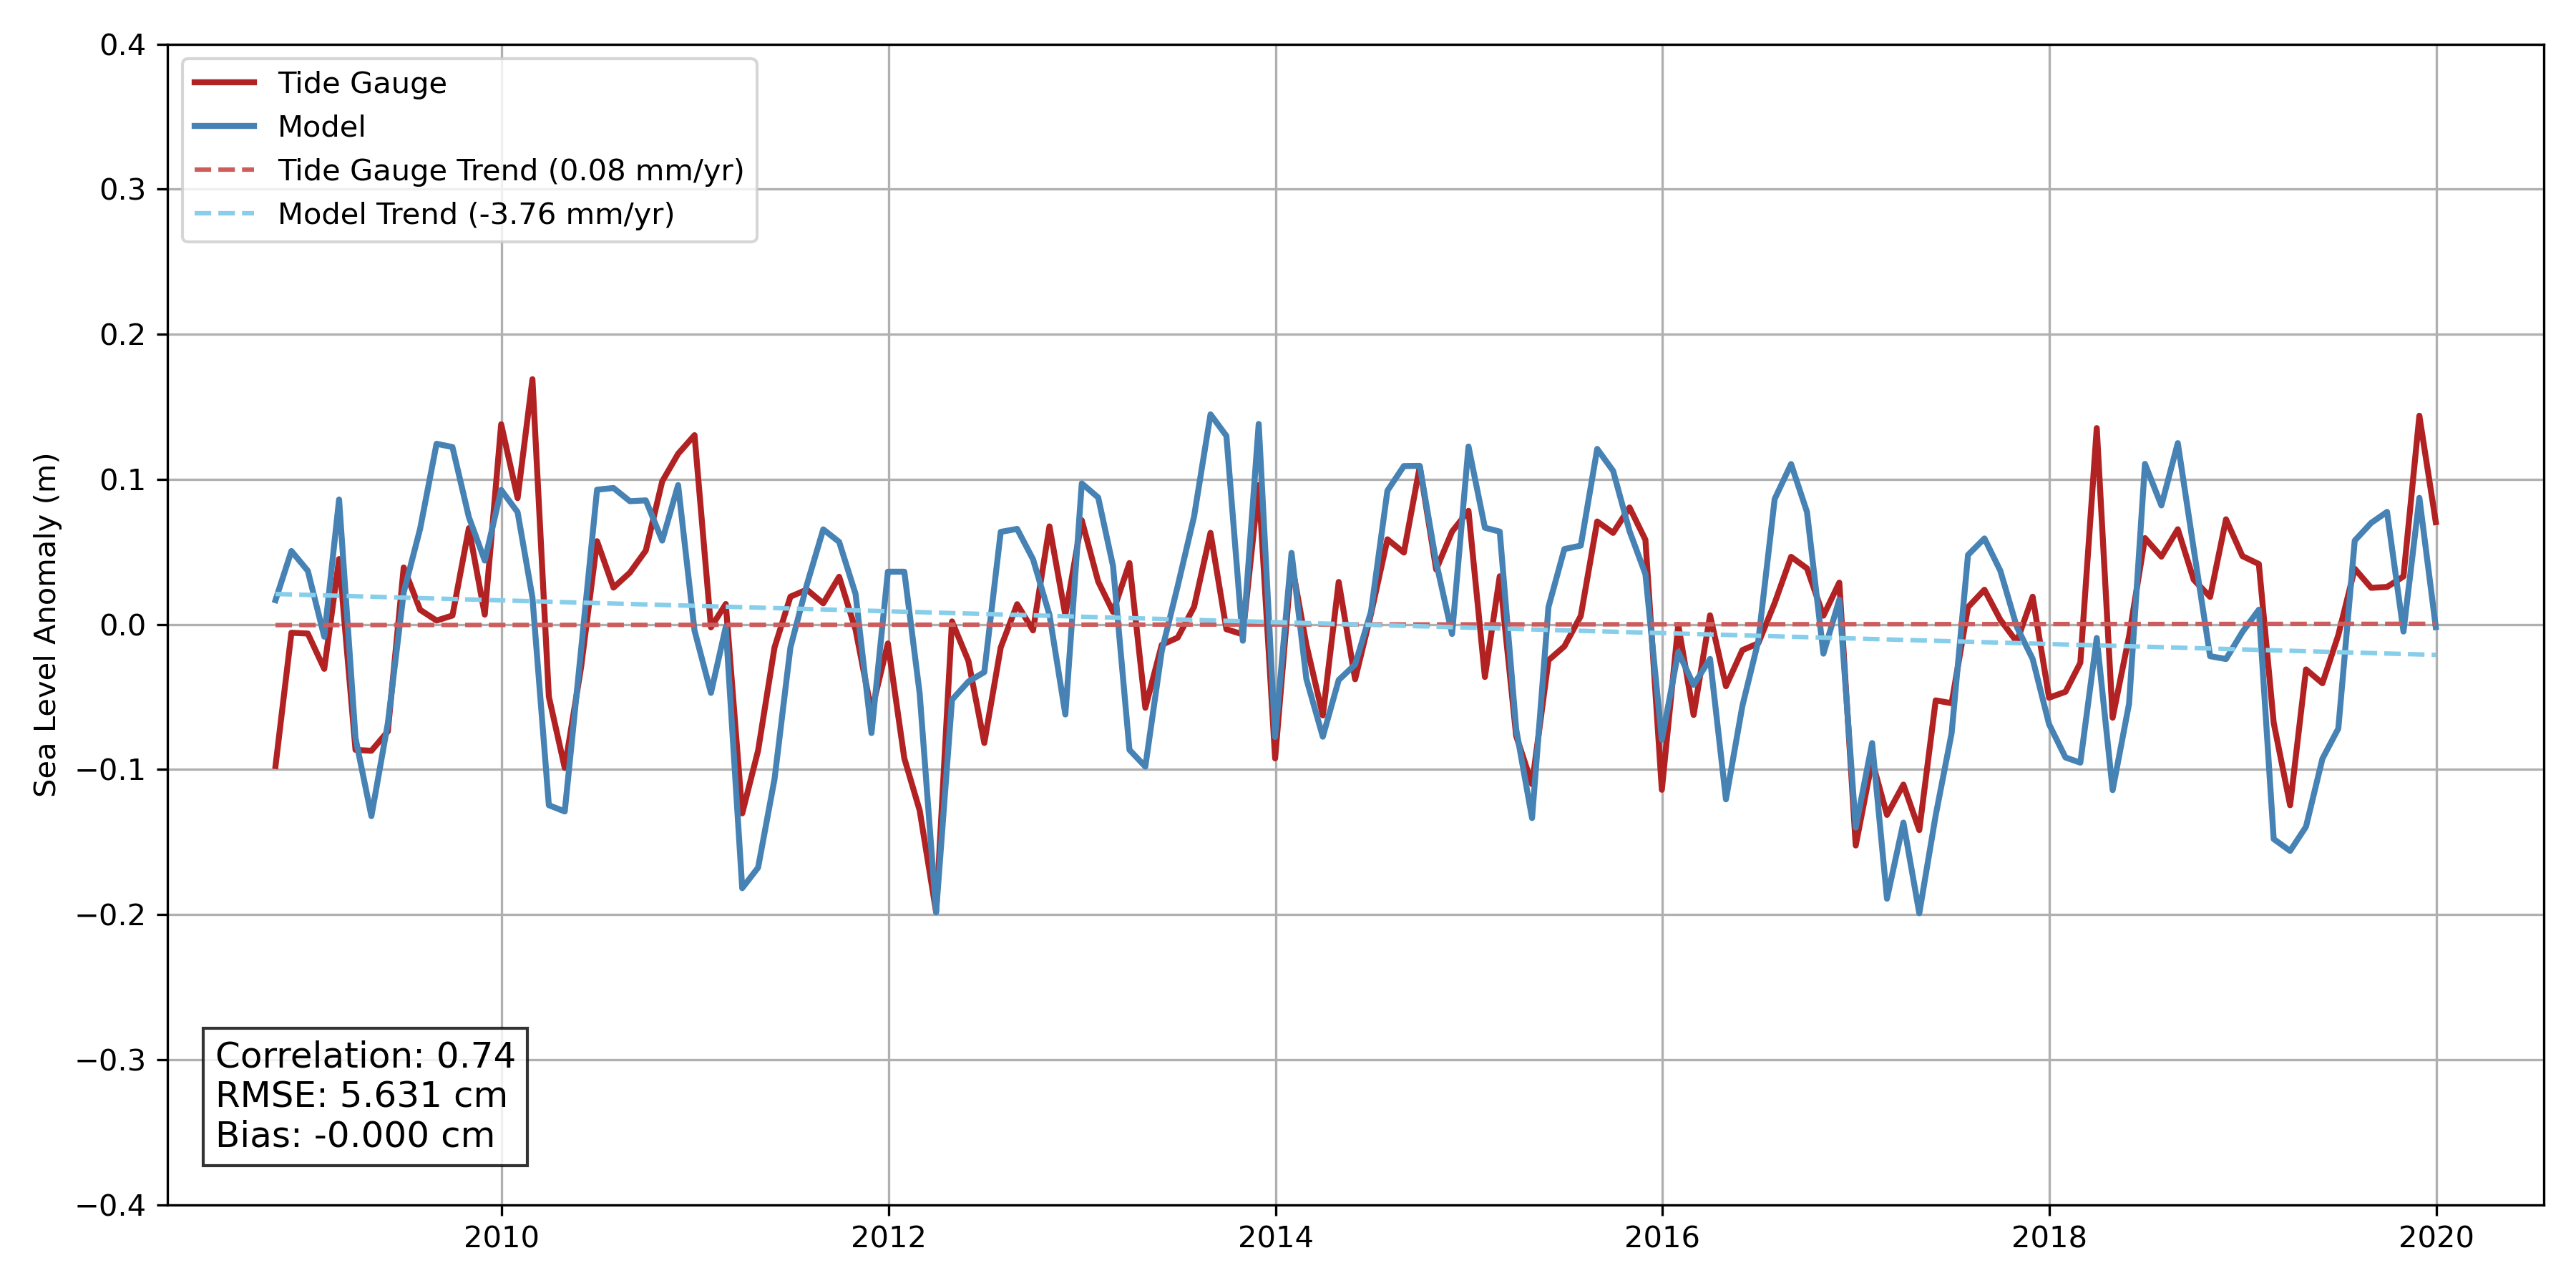 0.4
0.3
0.2
0.1
0.0
−0.1
−0.2
−0.3
−0.4
Sea Level Anomaly (m)
Tide Gauge
Model
Tide Gauge Trend (0.08 mm/yr)
Model Trend (-3.76 mm/yr)
Correlation: 0.74
RMSE: 5.631 cm
Bias: -0.000 cm
2010 2012 2014 2016 2018 2020